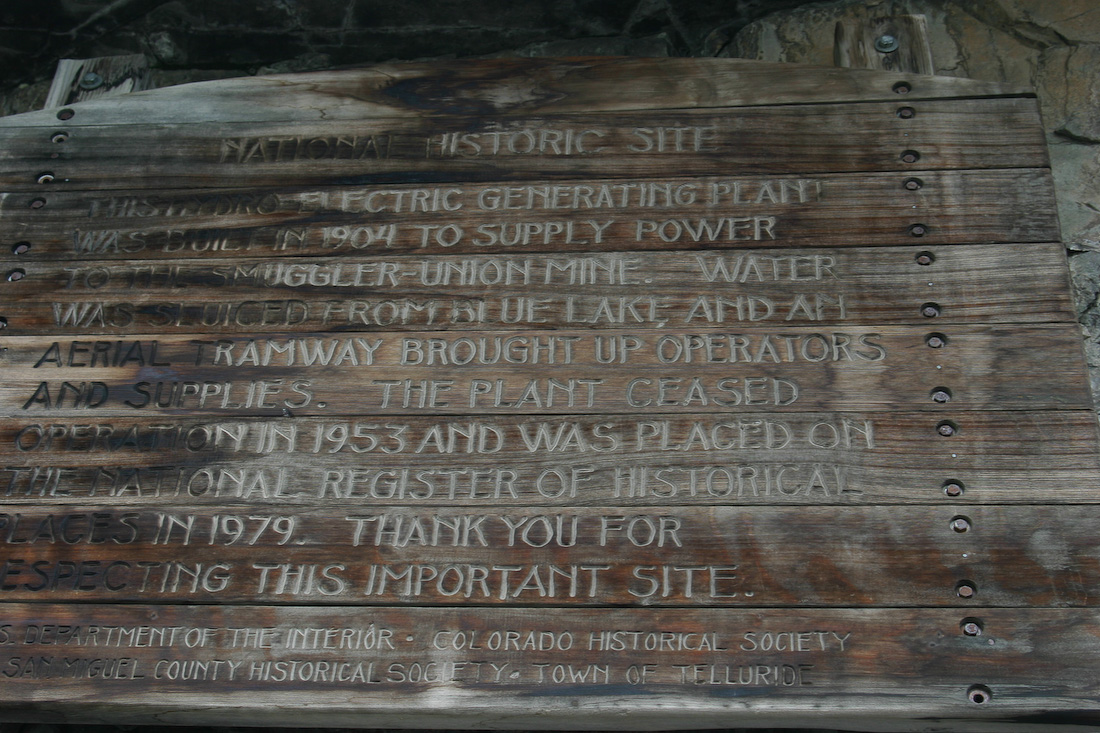 NATIONAL HISTORIC SITE
THIS HYDRO ELECTRIC GENERATING PLANT
WAS BUILT IN 1904 TO SUPPLY POWER
TO THE SMUGGLER-UNION MINE. WATER
WAS SLUICED FROM BLUE LAKE, AND AN
AERIAL TRAMWAY BROUGHT UP OPERATORS
AND SUPPLIES. THE PLANT CEASED
OPERATION IN 1953 AND WAS PLACED ON
THE NATIONAL REGISTER OF HISTORICAL
PLACES IN 1979. THANK YOU FOR
ESPECTING THIS IMPORTANT SITE.
S. DEPARTMENT OF THE INTERIOR · COLORADO HISTORICAL SOCIETY
SAN MIGUEL COUNTY HISTORICAL SOCIETY · TOWN OF TELLURIDE